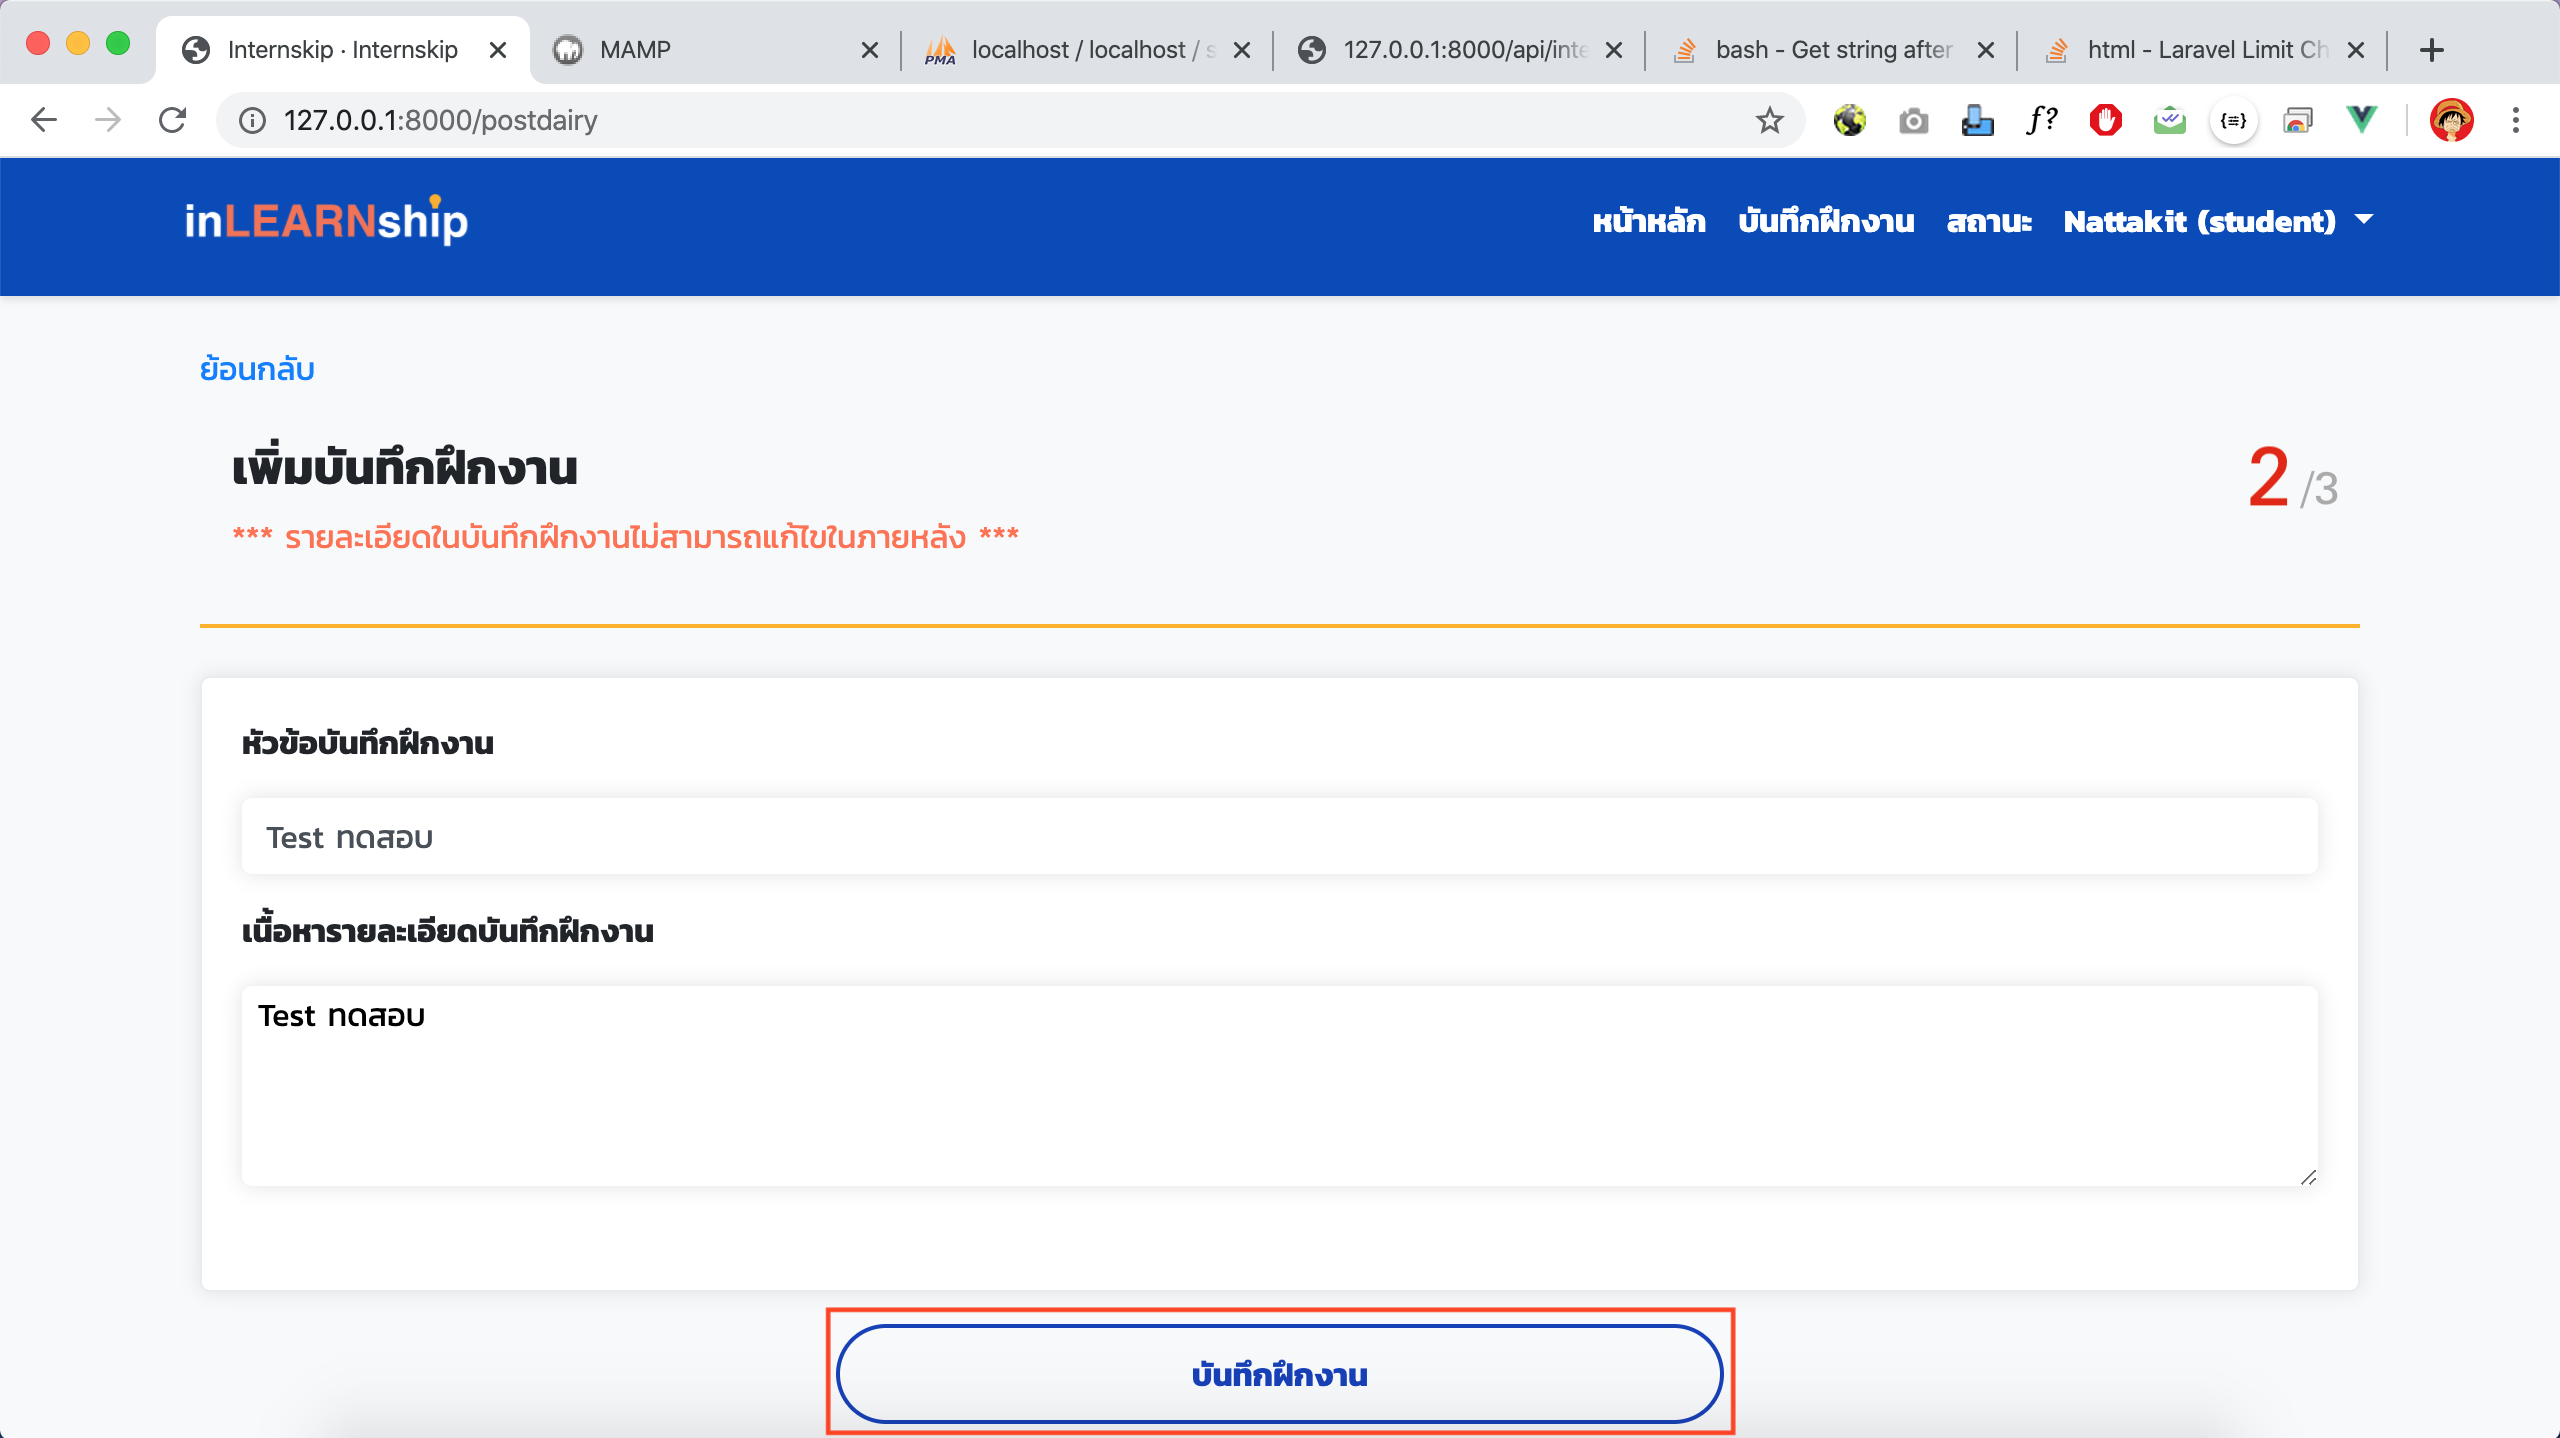 Internskip · Internskip
MAMP
localhost / localhost / s
127.0.0.1:8000/api/inte
bash - Get string after
html - Laravel Limit Ch
127.0.0.1:8000/postdairy
f?
PMA
inLEARNship
หน้าหลัก บันทึกฝึกงาน สถานะ Nattakit (student)
ย้อนกลับ
เพิ่มบันทึกฝึกงาน
2 /3
*** รายละเอียดในบันทึกฝึกงานไม่สามารถแก้ไขในภายหลัง ***
หัวข้อบันทึกฝึกงาน
Test ทดสอบ
เนื้อหารายละเอียดบันทึกฝึกงาน
Test ทดสอบ
บันทึกฝึกงาน